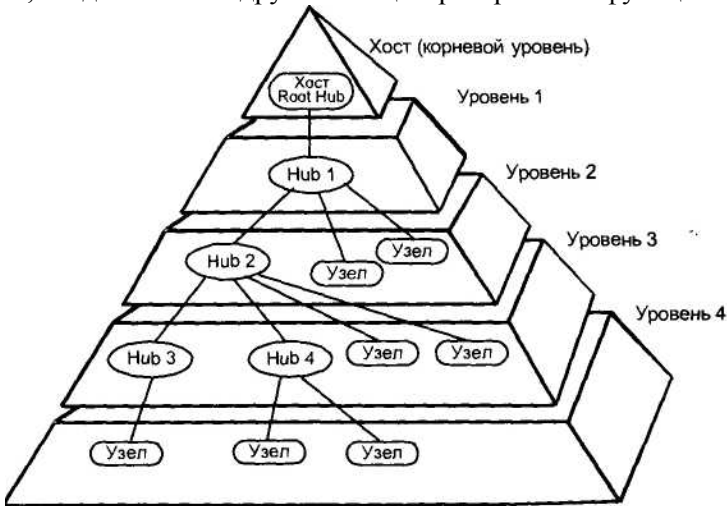 Хост (корневой уровень)
Хост
Root Hub
Уровень 1
Hub 1
Уровень 2
Узел
Узел
Hub 2
Уровень 3
Hub 3
Hub 4
Узел
Узел
Уровень 4
Узел
Узел
Узел